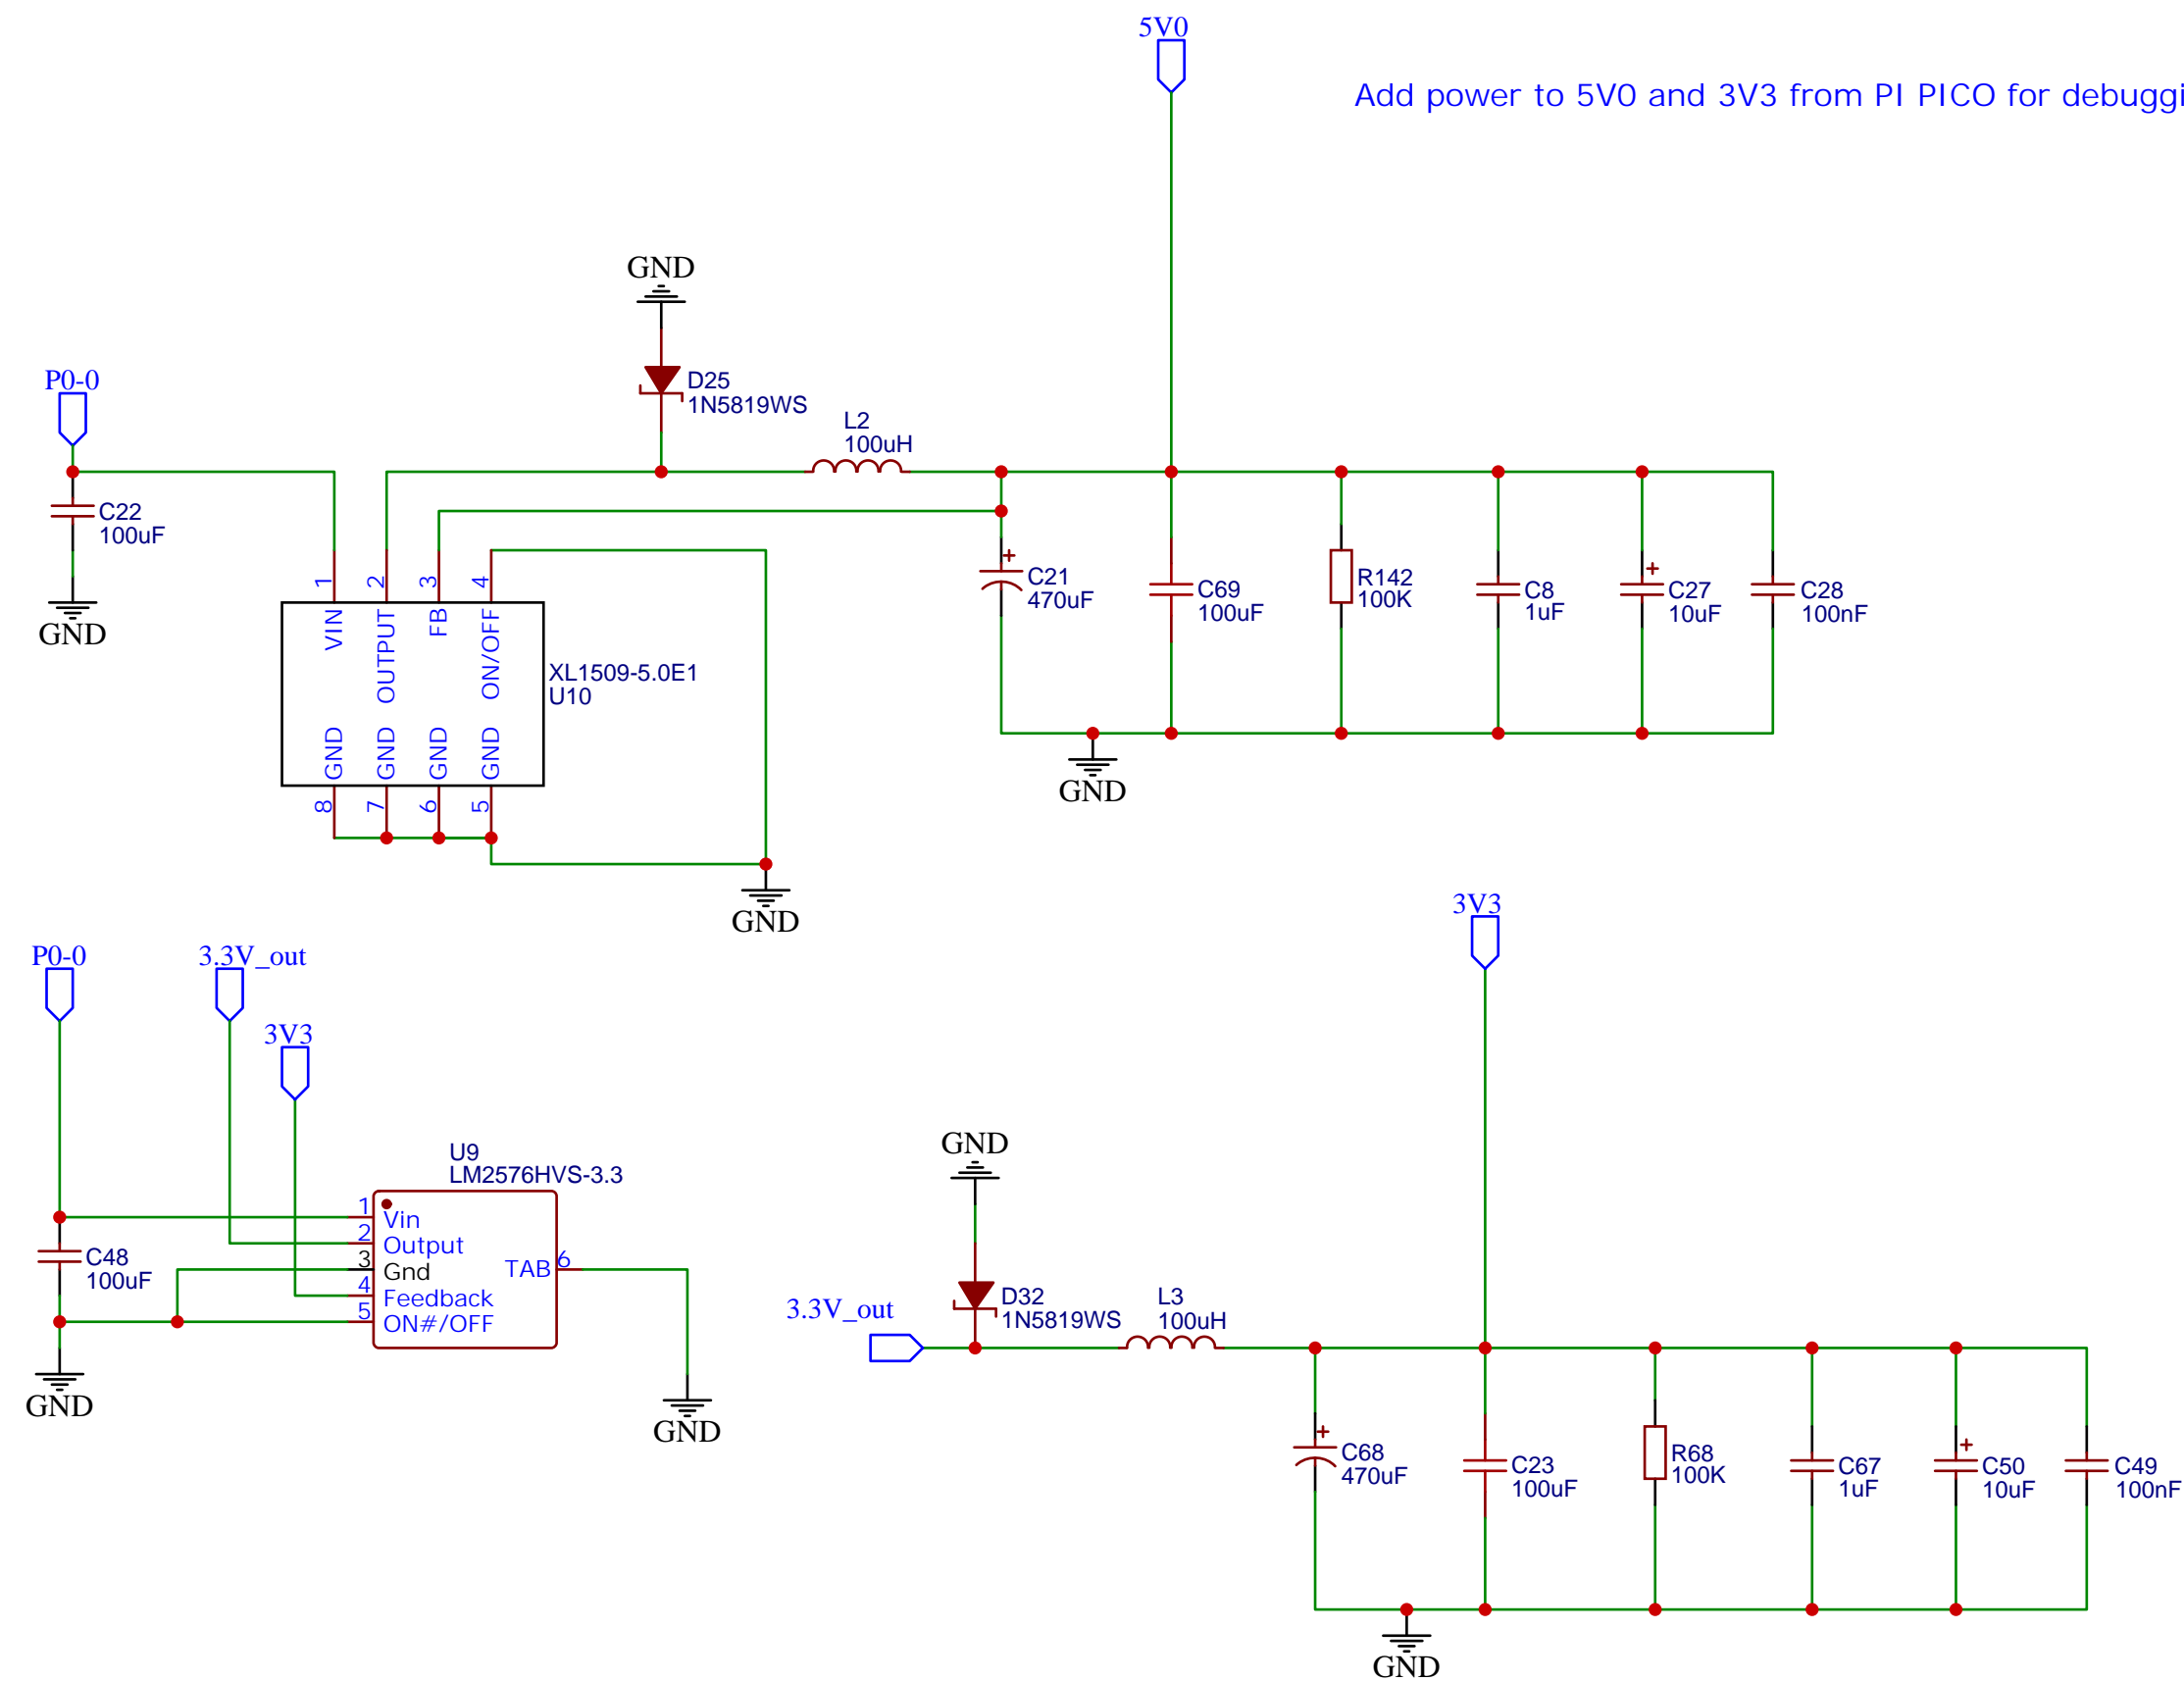 5V0
Add power to 5V0 and 3V3 from PI PICO for debuggi
GND
P0-0
D25
1N5819WS
L2
100uH
C22
100uF
GND
1
2
3
4
VIN
OUTPUT
FB
ON/OFF
XL1509-5.0E1
U10
GND
GND
GND
GND
8
7
6
5
GND
+
C21
470uF
C69
100uF
R142
100K
C8
1uF
+
C27
10uF
C28
100nF
GND
P0-0
3.3V_out
3V3
U9
LM2576HVS-3.3
1
Vin
2
Output
3
Gnd
4
Feedback
5
ON#/OFF
TAB
6
C48
100uF
GND
GND
3V3
GND
D32
1N5819WS
3.3V_out
L3
100uH
+
C68
470uF
C23
100uF
R68
100K
C67
1uF
+
C50
10uF
C49
100nF
GND